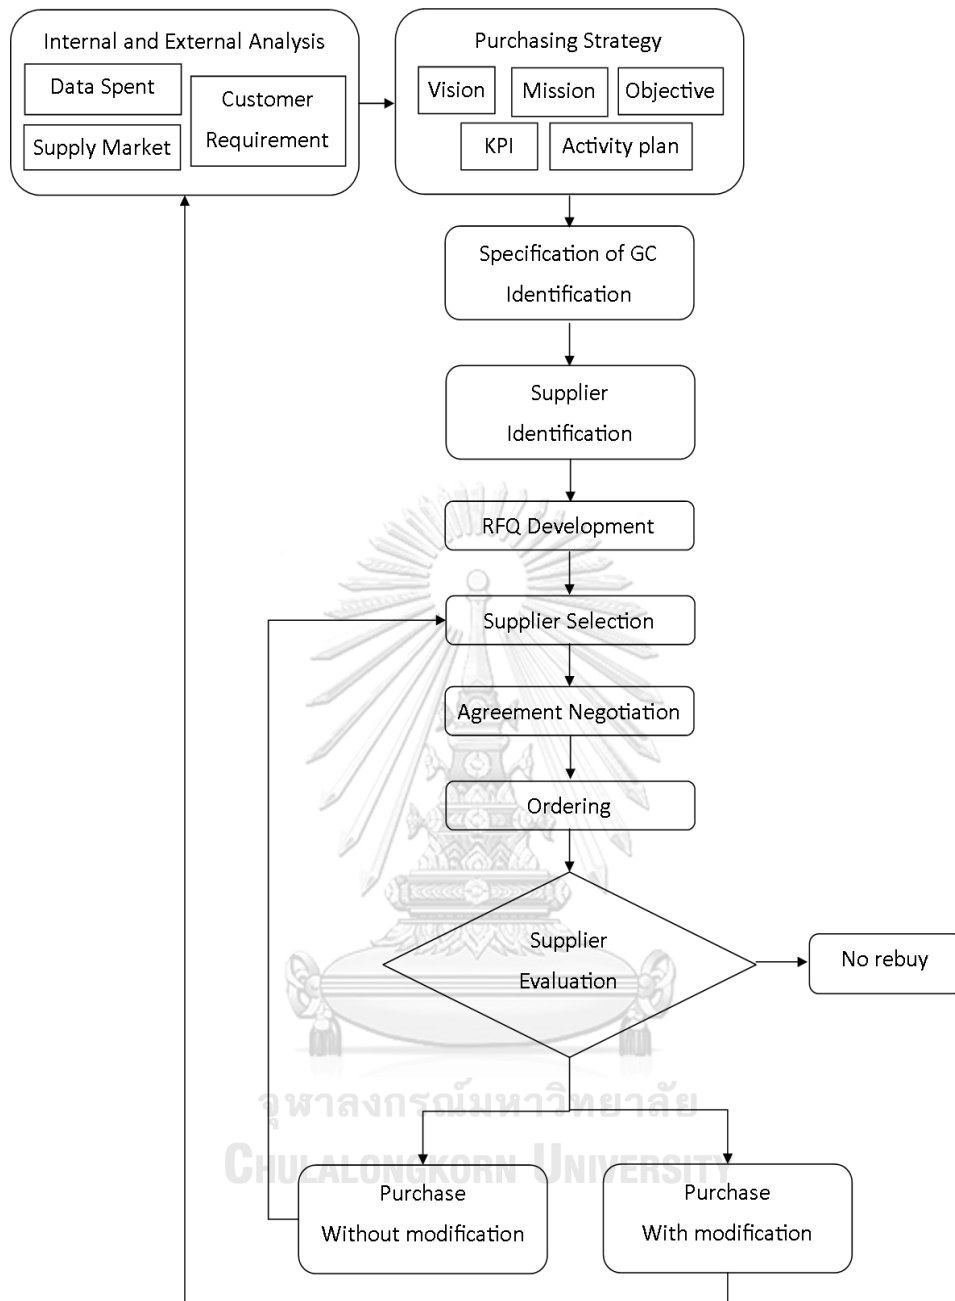 Internal and External Analysis
Data Spent
Customer
Requirement
Supply Market
Purchasing Strategy
Vision
Mission
Objective
KPI
Activity plan
Specification of GC
Identification
Supplier
Identification
RFQ Development
Supplier Selection
Agreement Negotiation
Ordering
Supplier
Evaluation
No rebuy
จุฬาลงกรณ์มหาวิทยาลัย
CHULALONGKORN UNIVERSITY
Purchase
Without modification
Purchase
With modification